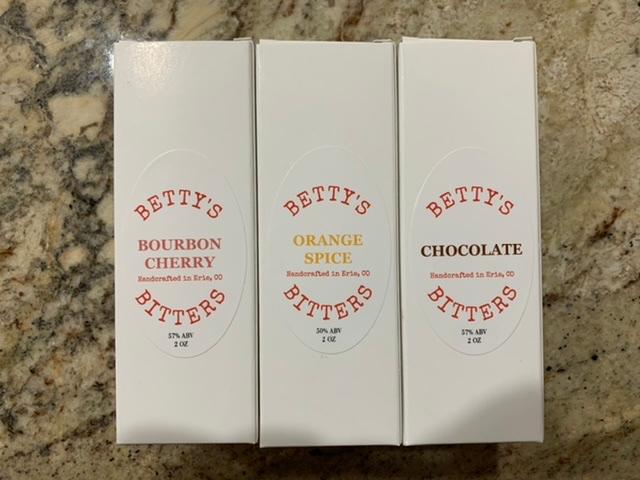 BETTY'S
BOURBON
CHERRY
Handcrafted in Erie, CO
BITTERS
57% ABV
2 OZ
BETTY'S
ORANGE
SPICE
Handcrafted in Erie, CO
BITTERS
50% ABV
2 OZ
BETTY'S
CHOCOLATE
Handcrafted in Erie, CO
BITTERS
57% ABV
2 OZ